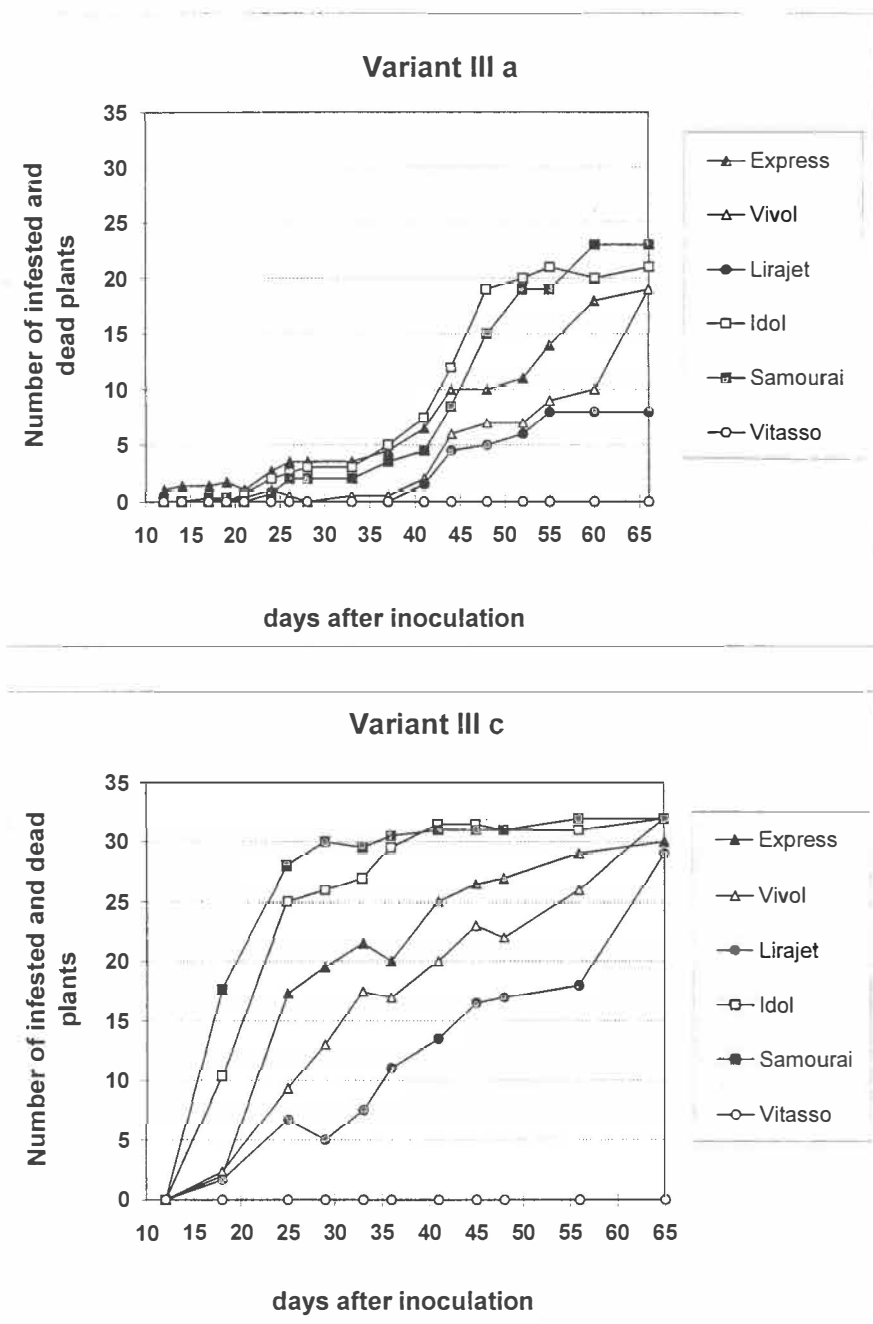 Variant III a
Number of infested and
dead plants
35
30
25
20
15
10
5
0
10 15 20 25 30 35 40 45 50 55 60 65
days after inoculation
Express
Vivol
Lirajet
Idol
Samourai
Vitasso
Variant III c
Number of infested and dead
plants
35
30
25
20
15
10
5
0
10 15 20 25 30 35 40 45 50 55 60 65
days after inoculation
Express
Vivol
Lirajet
Idol
Samourai
Vitasso